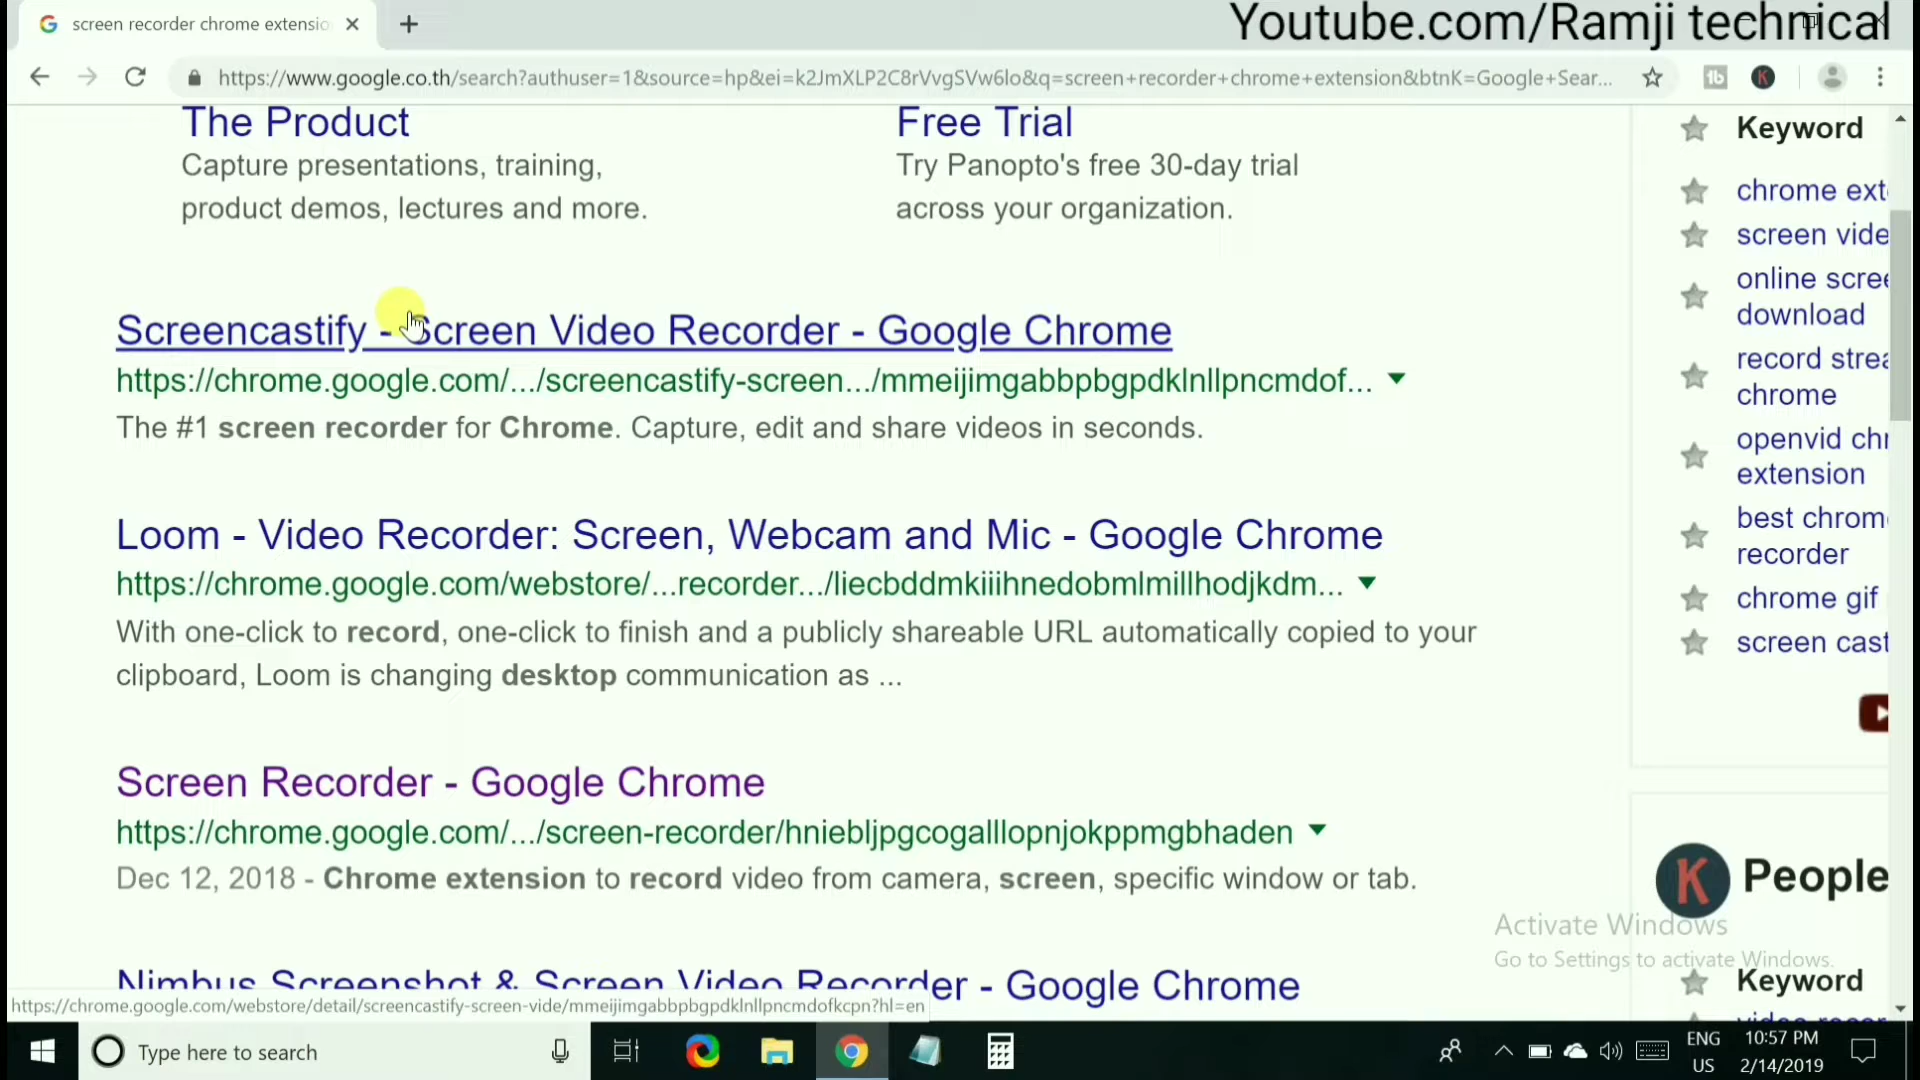 screen recorder chrome extensio
Youtube.com/Ramji technical
https://www.google.co.th/search?authuser=1&source=hp&ei=k2JmXLP2C8rVvgSVw6lo&q=screen+recorder+chrome+extension&btnK=Google+Sear...
The Product
Capture presentations, training,
product demos, lectures and more.
Free Trial
Try Panopto's free 30-day trial
across your organization.
Screencastify - Screen Video Recorder - Google Chrome
https://chrome.google.com/.../screencastify-screen.../mmeijimgabbpbgpdklnllpncmdof...
The #1 screen recorder for Chrome. Capture, edit and share videos in seconds.
Loom - Video Recorder: Screen, Webcam and Mic - Google Chrome
https://chrome.google.com/webstore/...recorder.../liecbddmkiiihnedobmlmillhodjkdm...
With one-click to record, one-click to finish and a publicly shareable URL automatically copied to your
clipboard, Loom is changing desktop communication as ...
Screen Recorder - Google Chrome
https://chrome.google.com/.../screen-recorder/hniebljpgcogalllopnjokppmgbhaden
Dec 12, 2018 - Chrome extension to record video from camera, screen, specific window or tab.
Nimbus Screenshot & Screen Video Recorder - Google Chrome
https://chrome.google.com/webstore/detail/screencastify-screen-vide/mmeijimgabbpbgpdklnllpncmdofkcpn?hl=en
Keyword
chrome ext
screen vide
online scree
download
record strea
chrome
openvid chr
extension
best chrom
recorder
chrome gif
screen cast
K People
Activate Windows
Go to Settings to activate Windows.
Keyword
Type here to search
ENG
US
10:57 PM
2/14/2019